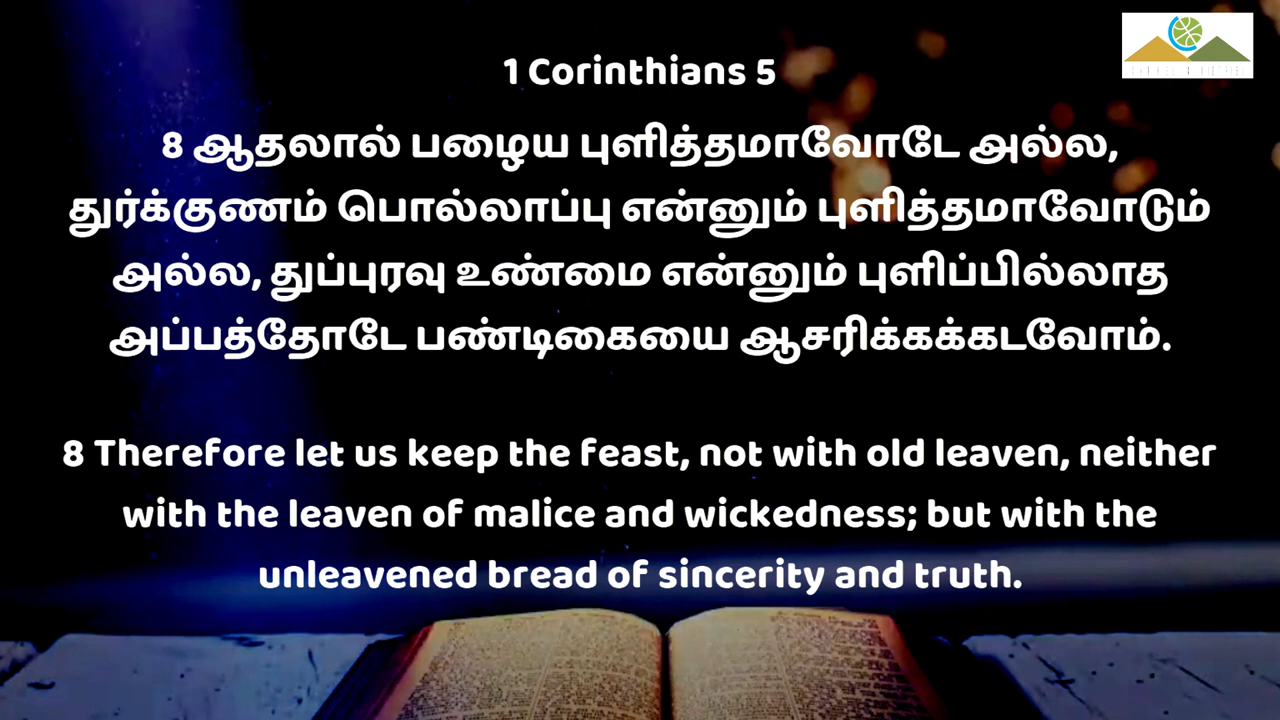 1 Corinthians 5
8 ஆதலால் பழைய புளித்தமாவோடே அல்ல,
துர்க்குணம் பொல்லாப்பு என்னும் புளித்தமாவோடும்
அல்ல, துப்புரவு உண்மை என்னும் புளிப்பில்லாத
அப்பத்தோடே பண்டிகையை ஆசரிக்கக்கடவோம்.
8 Therefore let us keep the feast, not with old leaven, neither
with the leaven of malice and wickedness; but with the
unleavened bread of sincerity and truth.